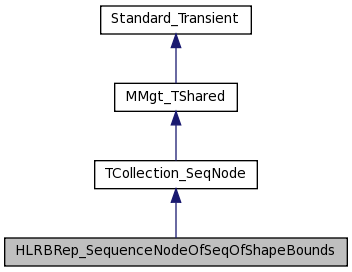 Standard_Transient
MMgt_TShared
TCollection_SeqNode
HLRBRep_SequenceNodeOfSeqOfShapeBounds